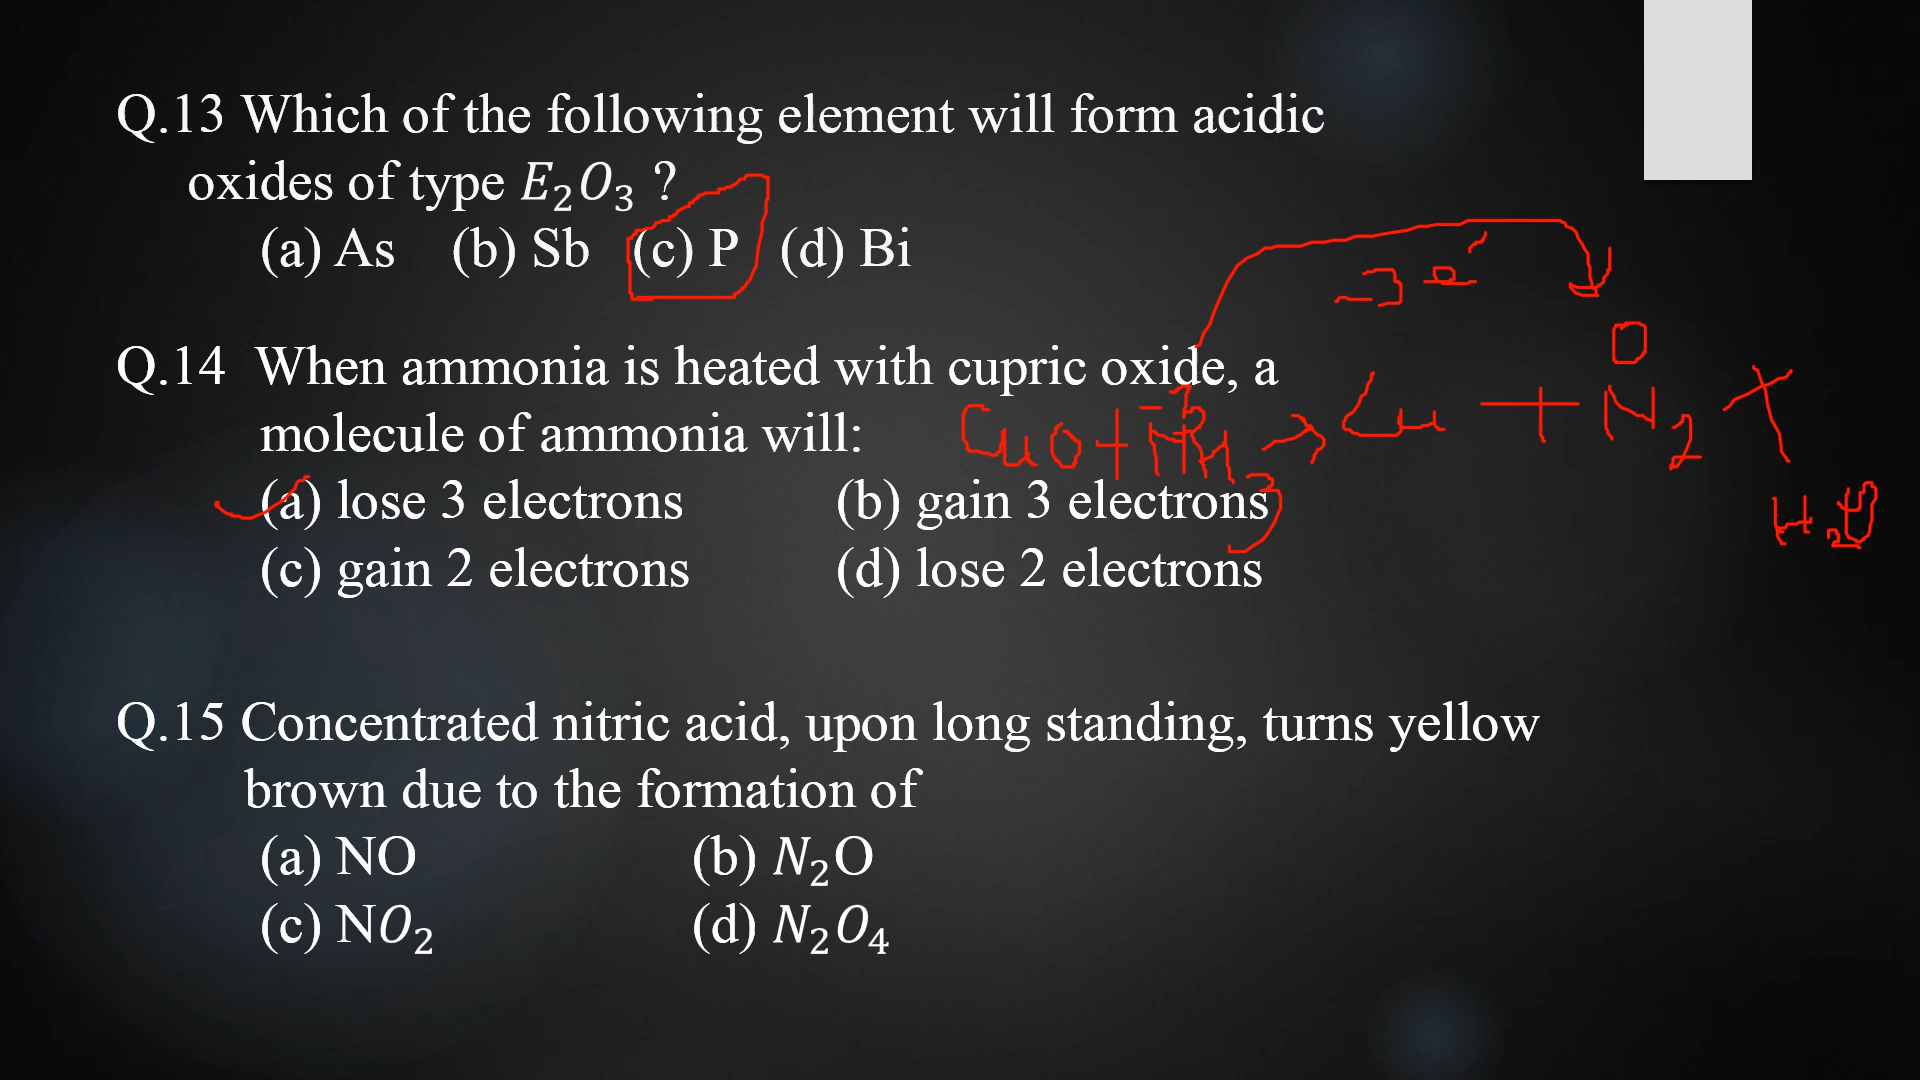 Q.13 Which of the following element will form acidic
oxides of type E₂O₃ ?
(a) As (b) Sb (c) P (d) Bi
Q.14 When ammonia is heated with cupric oxide, a
molecule of ammonia will:
CuO + NH₃ → Cu + N₂ +
H₂O
-3
0
(a) lose 3 electrons (b) gain 3 electrons
(c) gain 2 electrons (d) lose 2 electrons
Q.15 Concentrated nitric acid, upon long standing, turns yellow
brown due to the formation of
(a) NO (b) N₂O
(c) NO₂ (d) N₂O₄